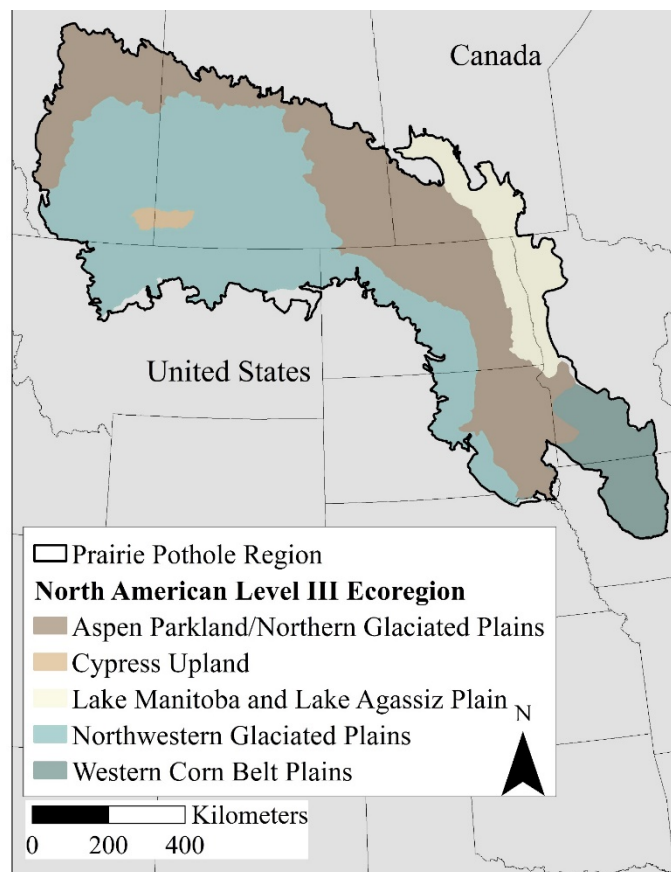 Canada
United States
Prairie Pothole Region
North American Level III Ecoregion
Aspen Parkland/Northern Glaciated Plains
Cypress Upland
Lake Manitoba and Lake Agassiz Plain
Northwestern Glaciated Plains
Western Corn Belt Plains
N
Kilometers
0 200 400